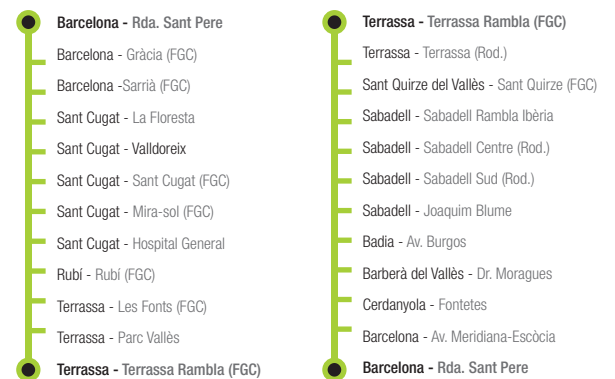 Barcelona - Rda. Sant Pere
Barcelona - Gràcia (FGC)
Barcelona -Sarrià (FGC)
Sant Cugat - La Floresta
Sant Cugat - Valldoreix
Sant Cugat - Sant Cugat (FGC)
Sant Cugat - Mira-sol (FGC)
Sant Cugat - Hospital General
Rubí - Rubí (FGC)
Terrassa - Les Fonts (FGC)
Terrassa - Parc Vallès
Terrassa - Terrassa Rambla (FGC)
Terrassa - Terrassa Rambla (FGC)
Terrassa - Terrassa (Rod.)
Sant Quirze del Vallès - Sant Quirze (FGC)
Sabadell - Sabadell Rambla Ibèria
Sabadell - Sabadell Centre (Rod.)
Sabadell - Sabadell Sud (Rod.)
Sabadell - Joaquim Blume
Badia - Av. Burgos
Barberà del Vallès - Dr. Moragues
Cerdanyola - Fontetes
Barcelona - Av. Meridiana-Escòcia
Barcelona - Rda. Sant Pere